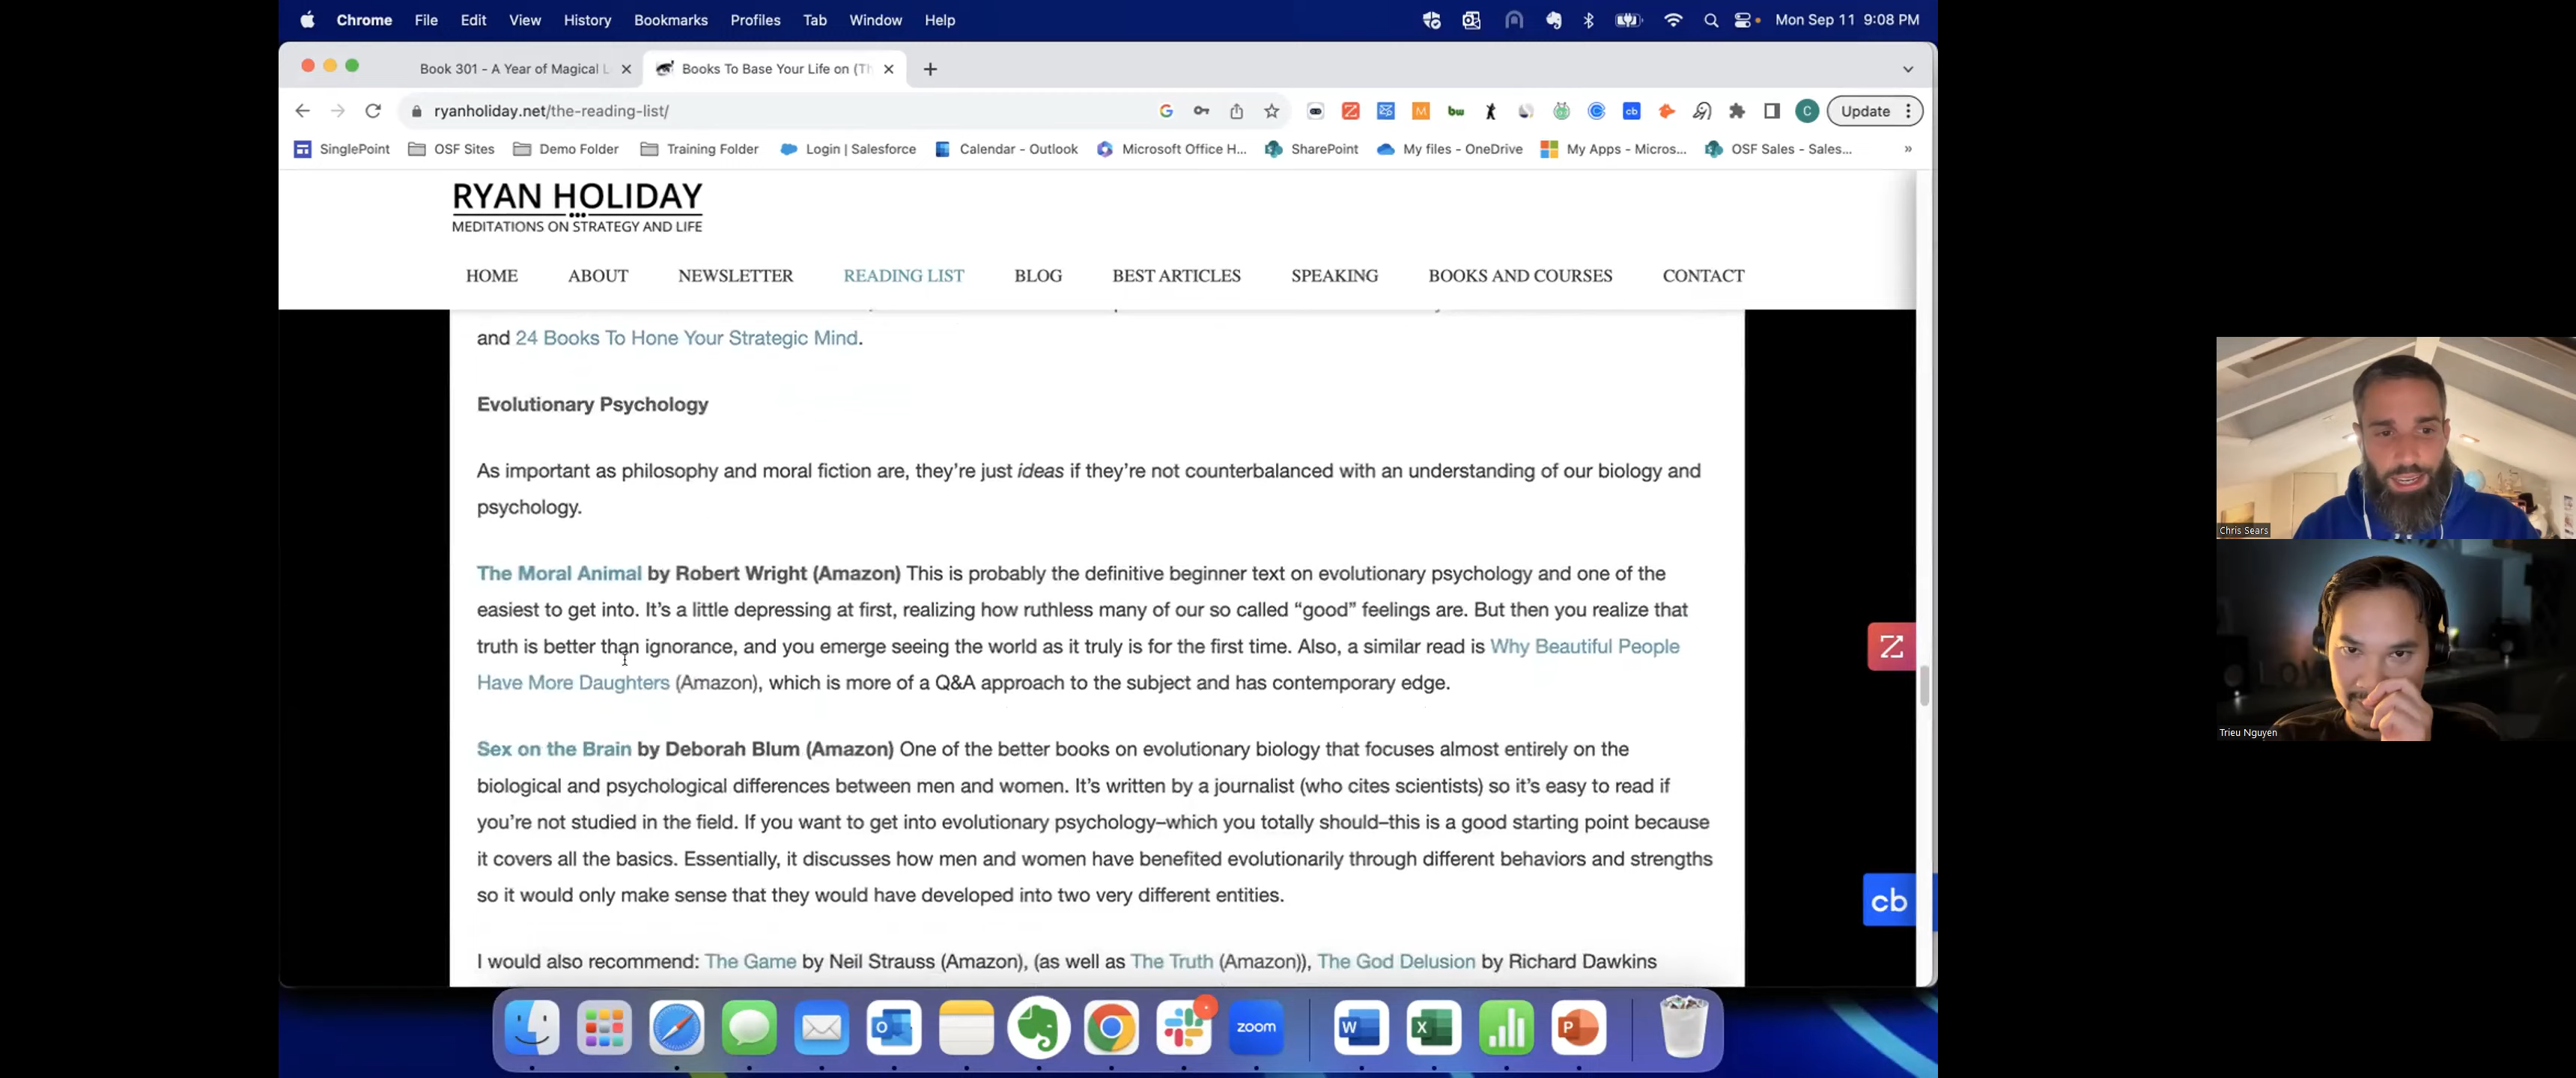 Chrome File Edit View History Bookmarks Profiles Tab Window Help Mon Sep 11 9:08 PM
Book 301 - A Year of Magical L Books To Base Your Life on (Th
ryanholiday.net/the-reading-list/ Update
SinglePoint OSF Sites Demo Folder Training Folder Login | Salesforce Calendar – Outlook Microsoft Office H... SharePoint My files - OneDrive My Apps - Micros... OSF Sales - Sales... »
RYAN HOLIDAY
MEDITATIONS ON STRATEGY AND LIFE
HOME ABOUT NEWSLETTER READING LIST BLOG BEST ARTICLES SPEAKING BOOKS AND COURSES CONTACT
and 24 Books To Hone Your Strategic Mind.
Evolutionary Psychology
As important as philosophy and moral fiction are, they’re just ideas if they’re not counterbalanced with an understanding of our biology and
psychology.
The Moral Animal by Robert Wright (Amazon) This is probably the definitive beginner text on evolutionary psychology and one of the
easiest to get into. It’s a little depressing at first, realizing how ruthless many of our so called “good” feelings are. But then you realize that
truth is better than ignorance, and you emerge seeing the world as it truly is for the first time. Also, a similar read is Why Beautiful People
Have More Daughters (Amazon), which is more of a Q&A approach to the subject and has contemporary edge.
Sex on the Brain by Deborah Blum (Amazon) One of the better books on evolutionary biology that focuses almost entirely on the
biological and psychological differences between men and women. It’s written by a journalist (who cites scientists) so it’s easy to read if
you’re not studied in the field. If you want to get into evolutionary psychology–which you totally should–this is a good starting point because
it covers all the basics. Essentially, it discusses how men and women have benefited evolutionarily through different behaviors and strengths
so it would only make sense that they would have developed into two very different entities.
I would also recommend: The Game by Neil Strauss (Amazon), (as well as The Truth (Amazon)), The God Delusion by Richard Dawkins
cb
zoom
Chris Sears
Trieu Nguyen